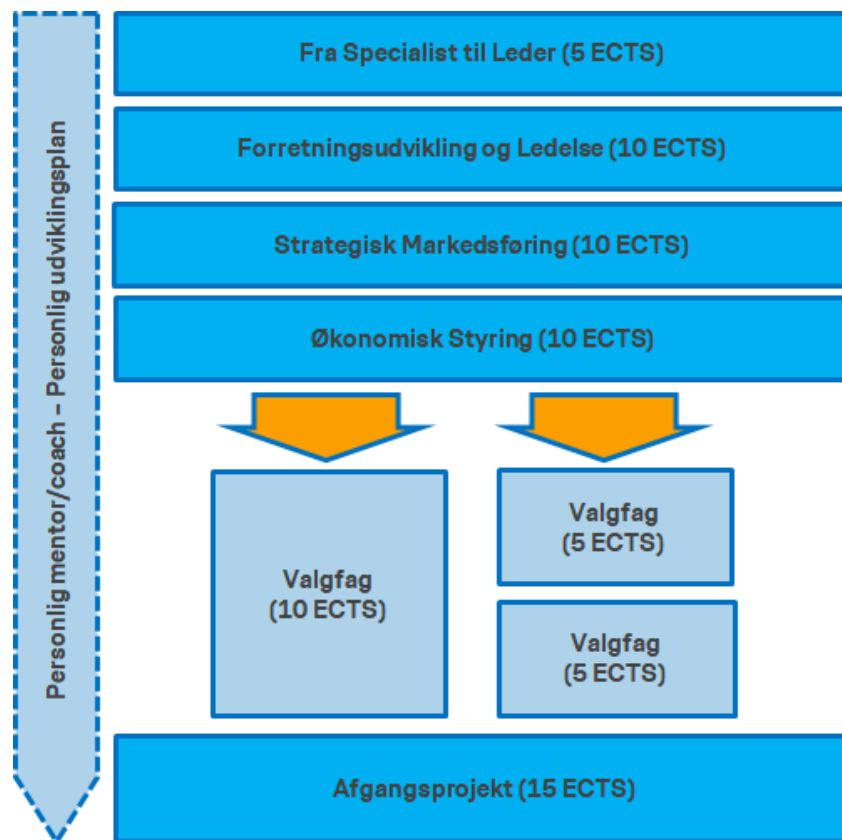 Fra Specialist til Leder (5 ECTS)
Forretningsudvikling og Ledelse (10 ECTS)
Strategisk Markedsføring (10 ECTS)
Økonomisk Styring (10 ECTS)
Personlig mentor/coach – Personlig udviklingsplan
Valgfag
(10 ECTS)
Valgfag
(5 ECTS)
Valgfag
(5 ECTS)
Afgangsprojekt (15 ECTS)